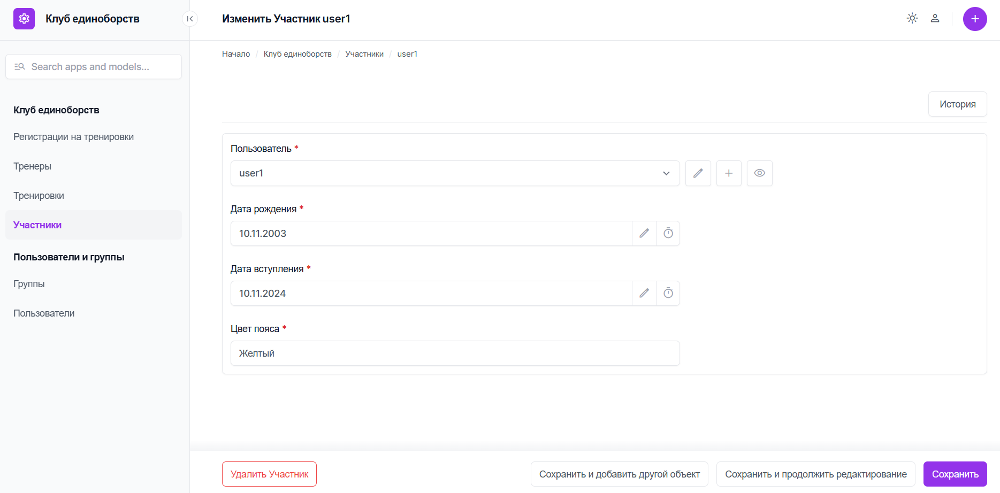 Клуб единоборств
Изменить Участник user1
Search apps and models...
Клуб единоборств
Регистрации на тренировки
Тренеры
Тренировки
Участники
Пользователи и группы
Группы
Пользователи
Начало / Клуб единоборств / Участники / user1
История
Пользователь *
user1
Дата рождения *
10.11.2003
Дата вступления *
10.11.2024
Цвет пояса *
Желтый
Удалить Участник
Сохранить и добавить другой объект
Сохранить и продолжить редактирование
Сохранить